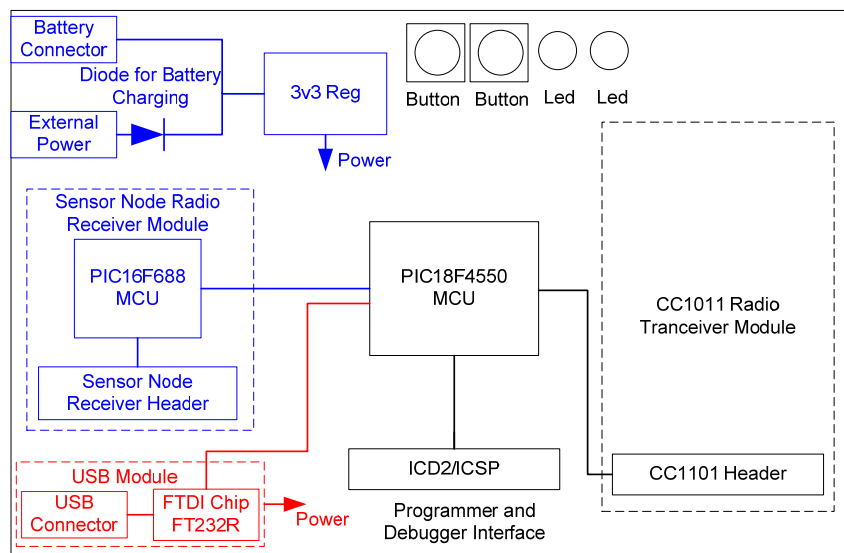 Battery
Connector
Diode for Battery
Charging
External
Power
3v3 Reg
Power
Button
Button
Led
Led
Sensor Node Radio
Receiver Module
PIC16F688
MCU
Sensor Node
Receiver Header
PIC18F4550
MCU
CC1011 Radio
Tranceiver Module
CC1101 Header
ICD2/ICSP
Programmer and
Debugger Interface
USB Module
USB
Connector
FTDI Chip
FT232R
Power